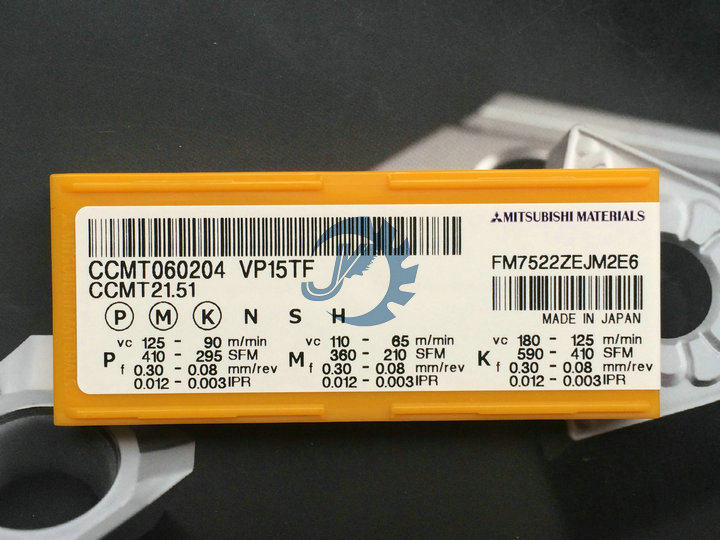 MITSUBISHI MATERIALS
CCMT060204 VP15TF
CCMT21.51
FM7522ZEJM2E6
P M K N S H
MADE IN JAPAN
P vc 125 - 90 m/min
410 - 295 SFM
f 0.30 - 0.08 mm/rev
0.012 - 0.003 IPR
M vc 110 - 65 m/min
360 - 210 SFM
f 0.30 - 0.08 mm/rev
0.012 - 0.003 IPR
K vc 180 - 125 m/min
590 - 410 SFM
f 0.30 - 0.08 mm/rev
0.012 - 0.003 IPR